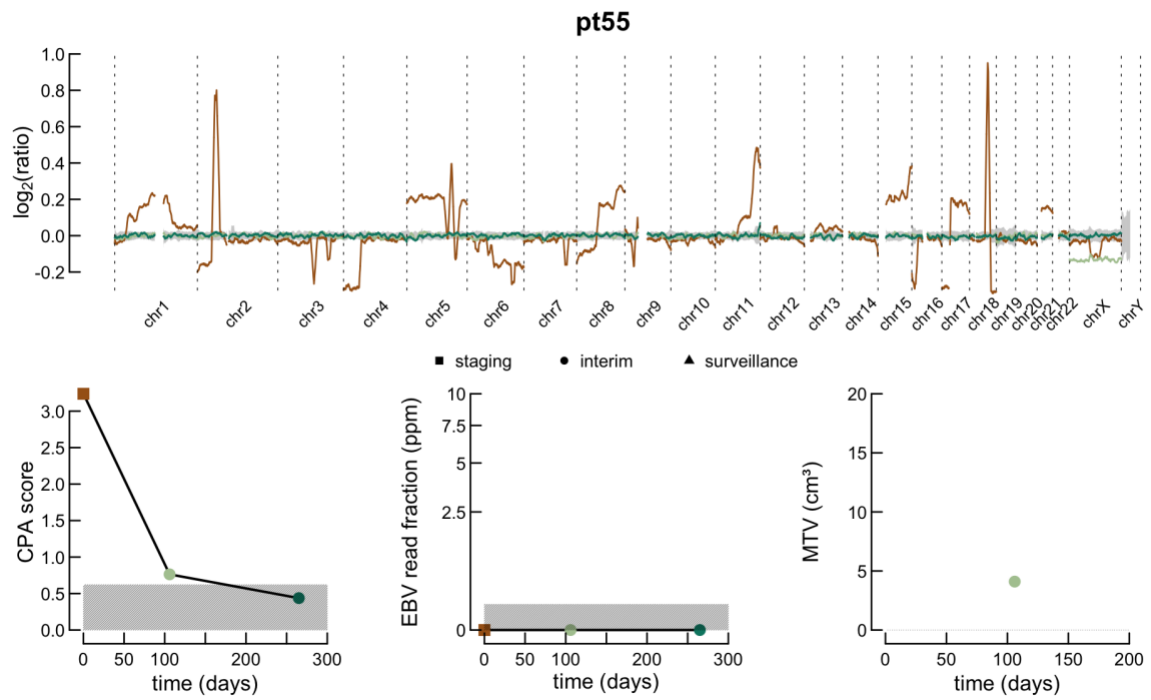 pt55
1.0
0.8
0.6
0.4
0.2
0.0
-0.2
log₂(ratio)
chr1 chr2 chr3 chr4 chr5 chr6 chr7 chr8 chr9 chr10 chr11 chr12 chr13 chr14 chr15 chr16 chr17 chr18 chr19 chr20 chr21 chr22 chrX chrY
staging interim surveillance
3.0
2.5
2.0
1.5
1.0
0.5
0.0
CPA score
0 50 100 200 300
time (days)
10
7.5
5
2.5
0
EBV read fraction (ppm)
0 50 100 200 300
time (days)
20
15
10
5
0
MTV (cm³)
0 50 100 150 200
time (days)